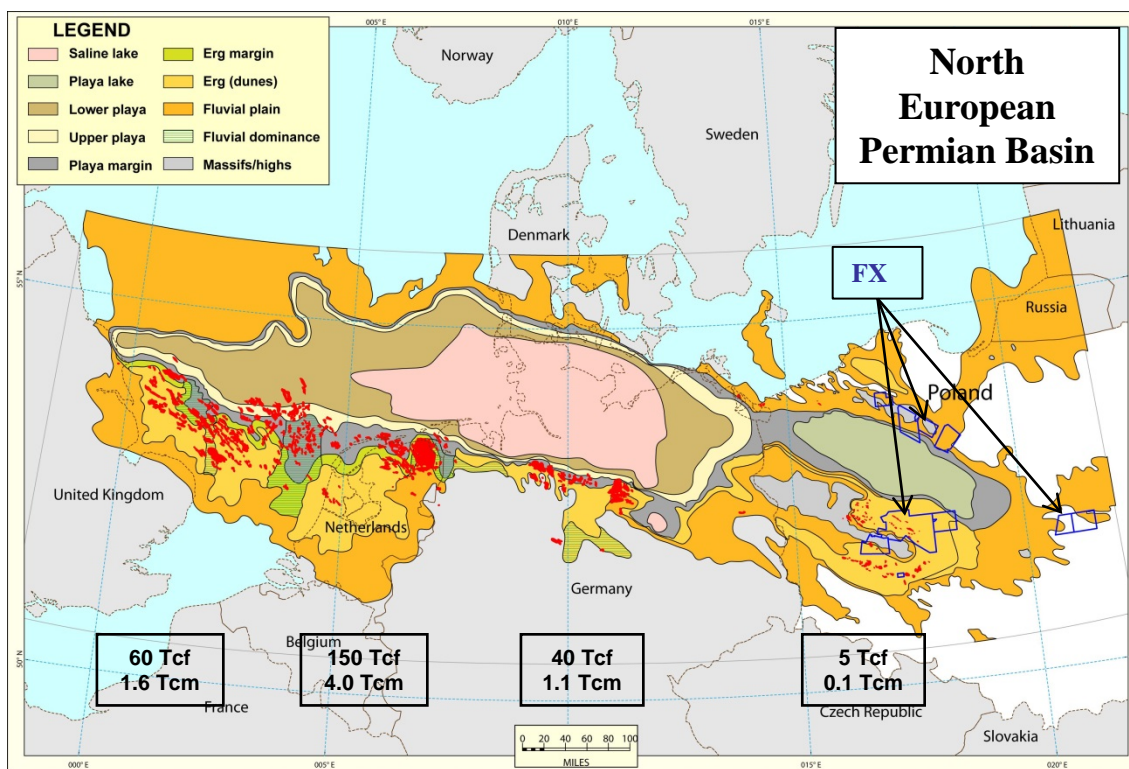 LEGEND
Saline lake
Playa lake
Lower playa
Upper playa
Playa margin
Erg margin
Erg (dunes)
Fluvial plain
Fluvial dominance
Massifs/highs
North
European
Permian Basin
005° E
010° E
015° E
Norway
Sweden
Denmark
Lithuania
FX
55° N
Russia
Poland
United Kingdom
Netherlands
Germany
Belgium
60 Tcf
1.6 Tcm
150 Tcf
4.0 Tcm
40 Tcf
1.1 Tcm
5 Tcf
0.1 Tcm
50° N
France
Czech Republic
Slovakia
0 20 40 60 80 100
MILES
000° E
005° E
010° E
015° E
020° E